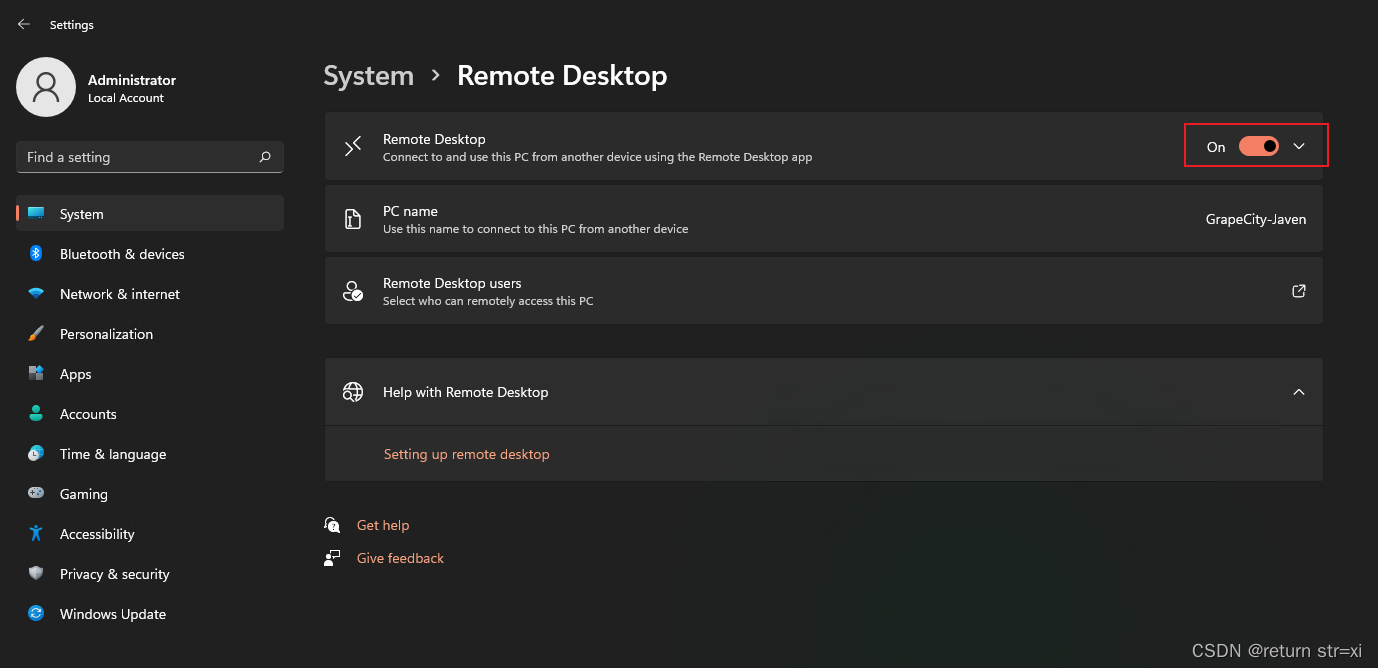 Settings
Administrator
Local Account
Find a setting
System
Bluetooth & devices
Network & internet
Personalization
Apps
Accounts
Time & language
Gaming
Accessibility
Privacy & security
Windows Update
System > Remote Desktop
Remote Desktop
Connect to and use this PC from another device using the Remote Desktop app
On
PC name
Use this name to connect to this PC from another device
GrapeCity-Javen
Remote Desktop users
Select who can remotely access this PC
Help with Remote Desktop
Setting up remote desktop
Get help
Give feedback
CSDN @return str=xi